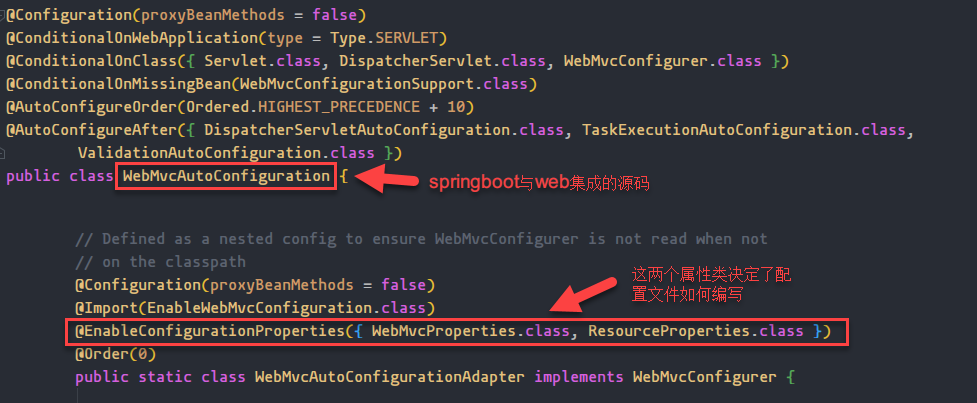 @Configuration(proxyBeanMethods = false)
@ConditionalOnWebApplication(type = Type.SERVLET)
@ConditionalOnClass({ Servlet.class, DispatcherServlet.class, WebMvcConfigurer.class })
@ConditionalOnMissingBean(WebMvcConfigurationSupport.class)
@AutoConfigureOrder(Ordered.HIGHEST_PRECEDENCE + 10)
@AutoConfigureAfter({ DispatcherServletAutoConfiguration.class, TaskExecutionAutoConfiguration.class,
ValidationAutoConfiguration.class })
public class WebMvcAutoConfiguration {
springboot与web集成的源码
// Defined as a nested config to ensure WebMvcConfigurer is not read when not
// on the classpath
这两个属性类决定了配
置文件如何编写
@Configuration(proxyBeanMethods = false)
@Import(EnableWebMvcConfiguration.class)
@EnableConfigurationProperties({ WebMvcProperties.class, ResourceProperties.class })
@Order(0)
public static class WebMvcAutoConfigurationAdapter implements WebMvcConfigurer {